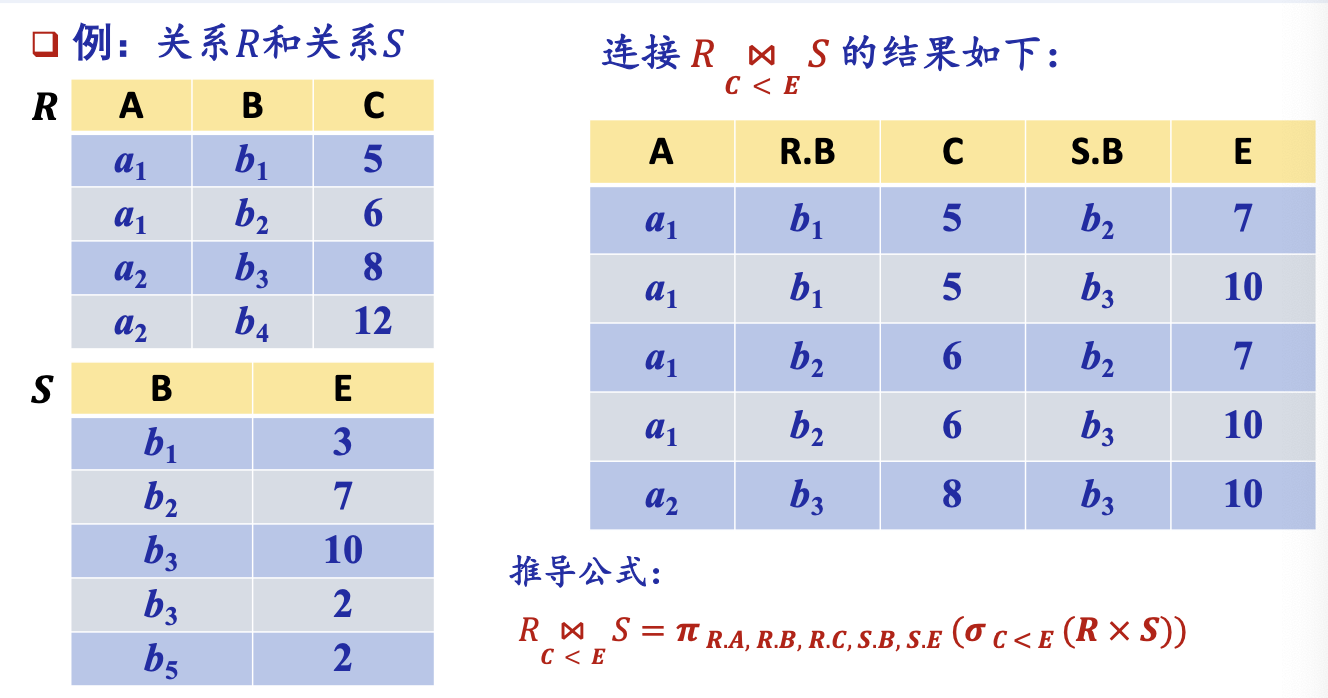 ❑ 例：关系R和关系S
R
A B C
a₁ b₁ 5
a₁ b₂ 6
a₂ b₃ 8
a₂ b₄ 12
S
B E
b₁ 3
b₂ 7
b₃ 10
b₃ 2
b₅ 2
连接 R ⋈ S 的结果如下：
C < E
A R.B C S.B E
a₁ b₁ 5 b₂ 7
a₁ b₁ 5 b₃ 10
a₁ b₂ 6 b₂ 7
a₁ b₂ 6 b₃ 10
a₂ b₃ 8 b₃ 10
推导公式：
R ⋈ S = π R.A, R.B, R.C, S.B, S.E (σ C < E (R × S))
C < E